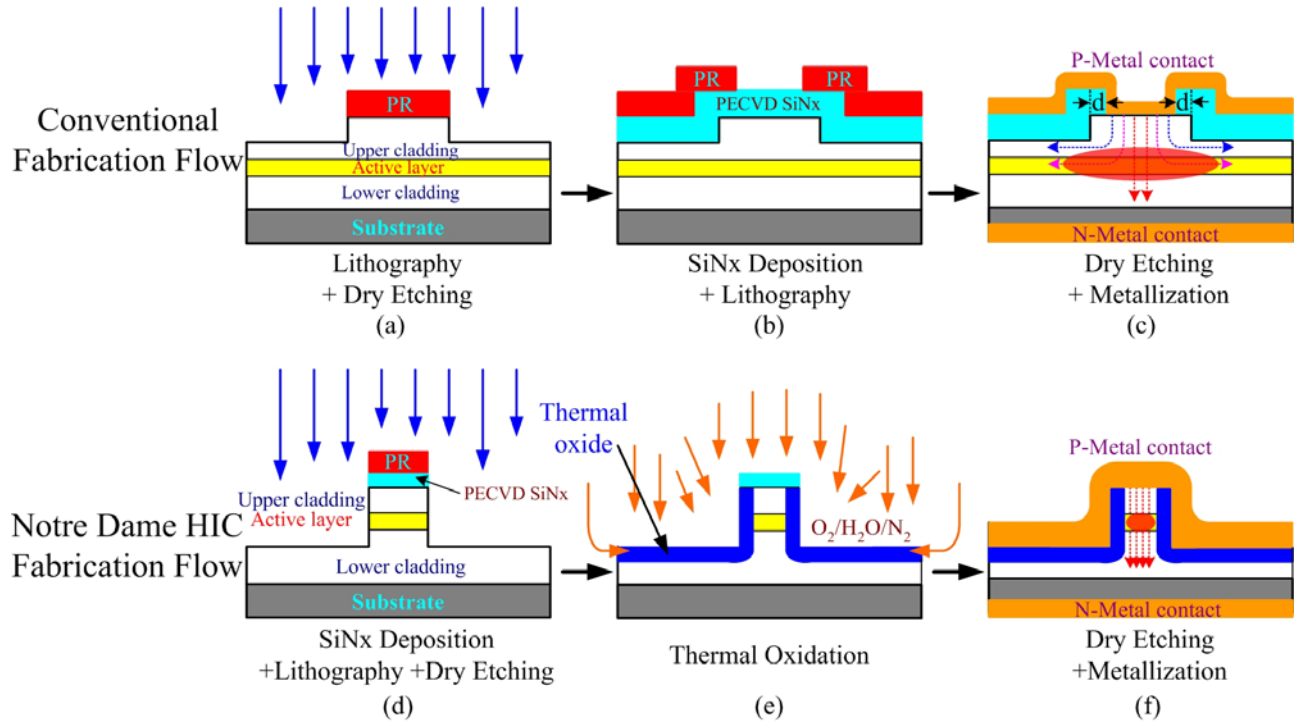 Conventional
Fabrication Flow
PR
Upper cladding
Active layer
Lower cladding
Substrate
Lithography
+ Dry Etching
(a)
PR PR
PECVD SiNx
SiNx Deposition
+ Lithography
(b)
P-Metal contact
d d
N-Metal contact
Dry Etching
+ Metallization
(c)
Notre Dame HIC
Fabrication Flow
PR
PECVD SiNx
Upper cladding
Active layer
Lower cladding
Substrate
SiNx Deposition
+Lithography +Dry Etching
(d)
Thermal
oxide
O₂/H₂O/N₂
Thermal Oxidation
(e)
P-Metal contact
N-Metal contact
Dry Etching
+Metallization
(f)